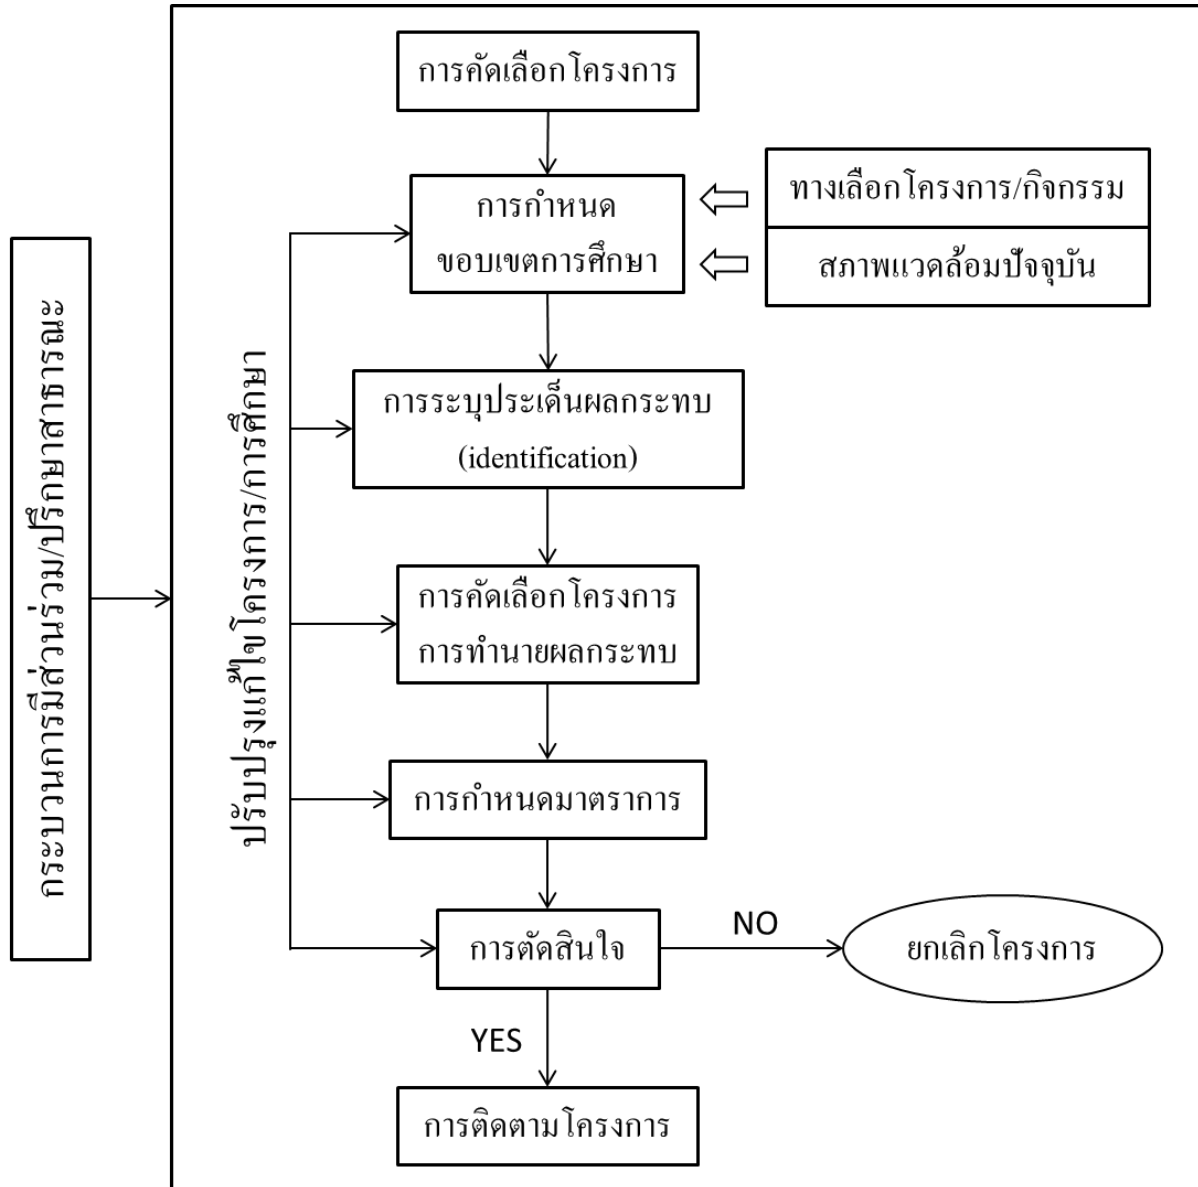 การคัดเลือกโครงการ
การกำหนด
ขอบเขตการศึกษา
ทางเลือกโครงการ/กิจกรรม
สภาพแวดล้อมปัจจุบัน
กระบวนการมีส่วนร่วม/ปรึกษาสาธารณะ
ปรับปรุงแก้ไขโครงการ/การศึกษา
การระบุประเด็นผลกระทบ
(identification)
การคัดเลือกโครงการ
การทำนายผลกระทบ
การกำหนดมาตราการ
การตัดสินใจ
NO
ยกเลิกโครงการ
YES
การติดตามโครงการ